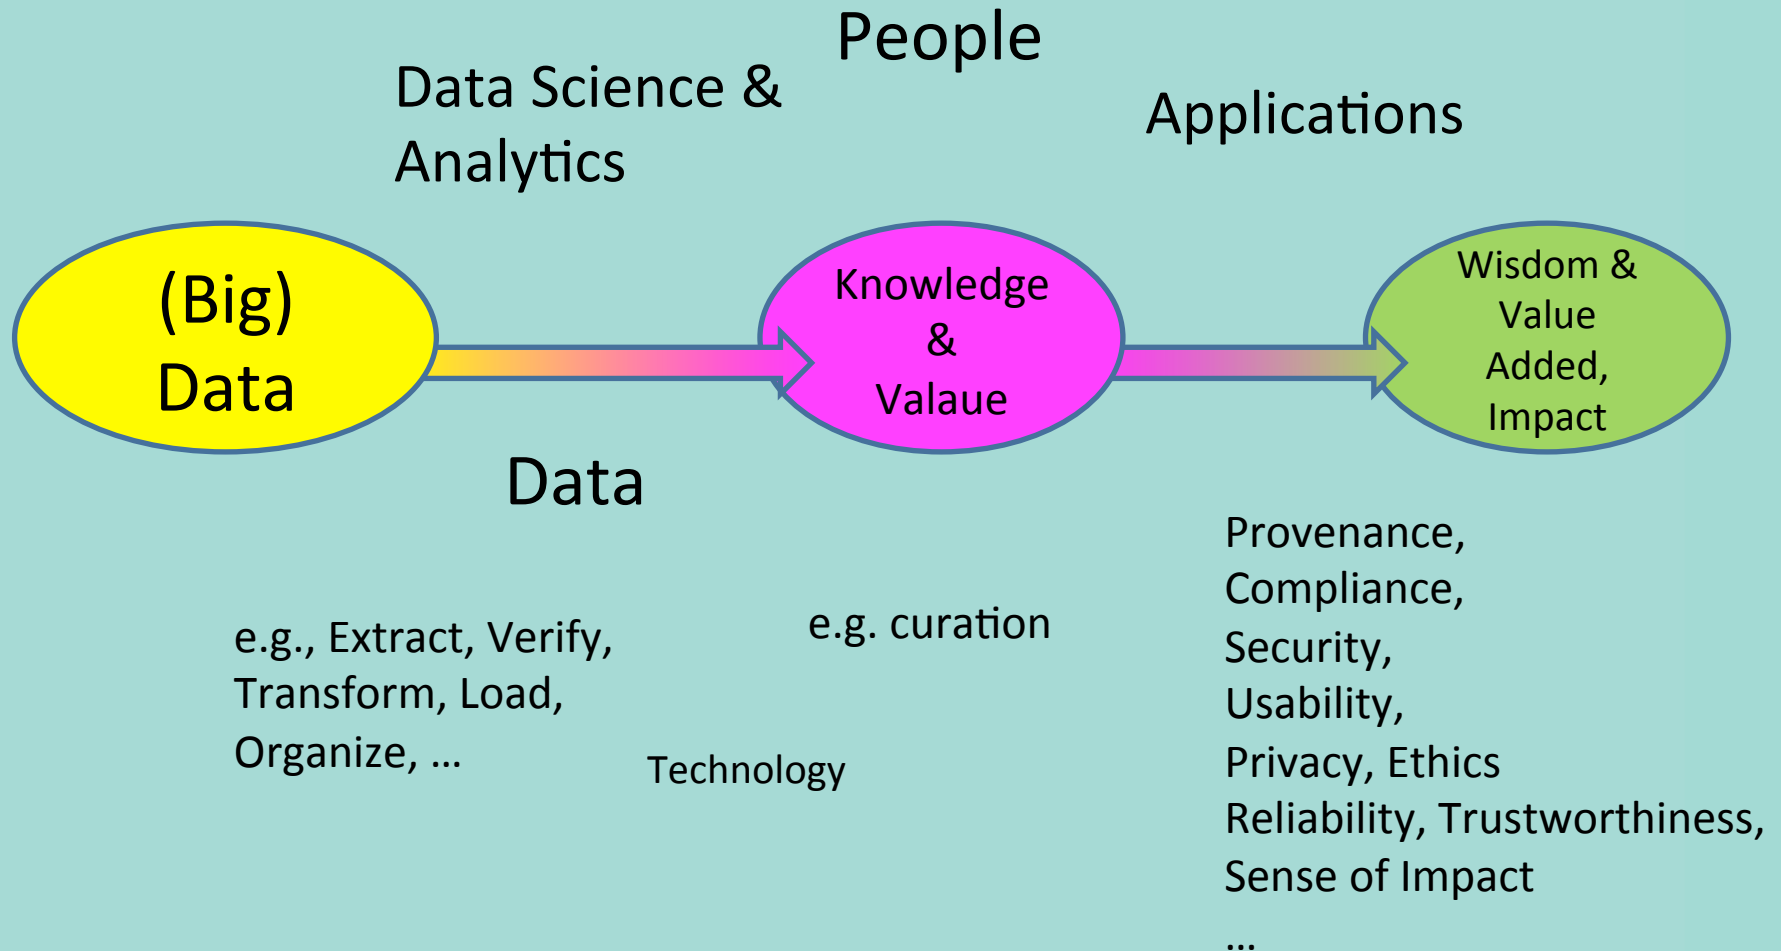 People
Data Science &
Analytics
Applications
(Big)
Data
Knowledge
&
Valaue
Wisdom &
Value
Added,
Impact
Data
e.g., Extract, Verify,
Transform, Load,
Organize, ...
e.g. curation
Technology
Provenance,
Compliance,
Security,
Usability,
Privacy, Ethics
Reliability, Trustworthiness,
Sense of Impact
...